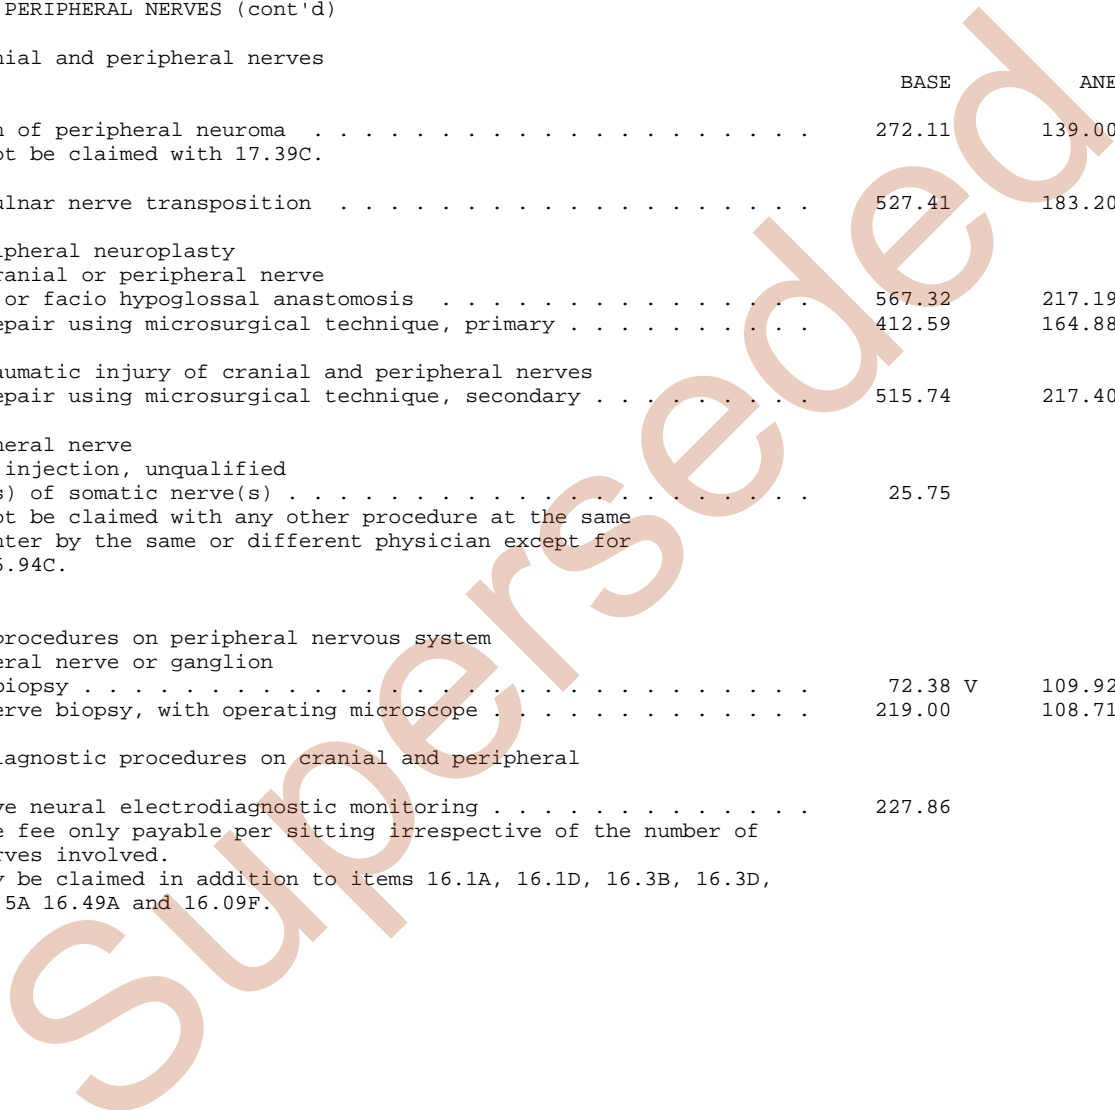 PERIPHERAL NERVES (cont'd)
nial and peripheral nerves
BASE ANE
n of peripheral neuroma . . . . . . . . . . . . . . . . . . . . 272.11 139.00
ot be claimed with 17.39C.
ulnar nerve transposition . . . . . . . . . . . . . . . . . . . 527.41 183.20
ipheral neuroplasty
ranial or peripheral nerve
or facio hypoglossal anastomosis . . . . . . . . . . . . . . . 567.32 217.19
epair using microsurgical technique, primary . . . . . . . . . . 412.59 164.88
aumatic injury of cranial and peripheral nerves
epair using microsurgical technique, secondary . . . . . . . . . 515.74 217.40
heral nerve
injection, unqualified
s) of somatic nerve(s) . . . . . . . . . . . . . . . . . . . . . 25.75
ot be claimed with any other procedure at the same
nter by the same or different physician except for
5.94C.
procedures on peripheral nervous system
eral nerve or ganglion
biopsy . . . . . . . . . . . . . . . . . . . . . . . . . . . . . 72.38 V 109.92
erve biopsy, with operating microscope . . . . . . . . . . . . . 219.00 108.71
iagnostic procedures on cranial and peripheral
ve neural electrodiagnostic monitoring . . . . . . . . . . . . . 227.86
e fee only payable per sitting irrespective of the number of
rves involved.
y be claimed in addition to items 16.1A, 16.1D, 16.3B, 16.3D,
5A 16.49A and 16.09F.
Superseded